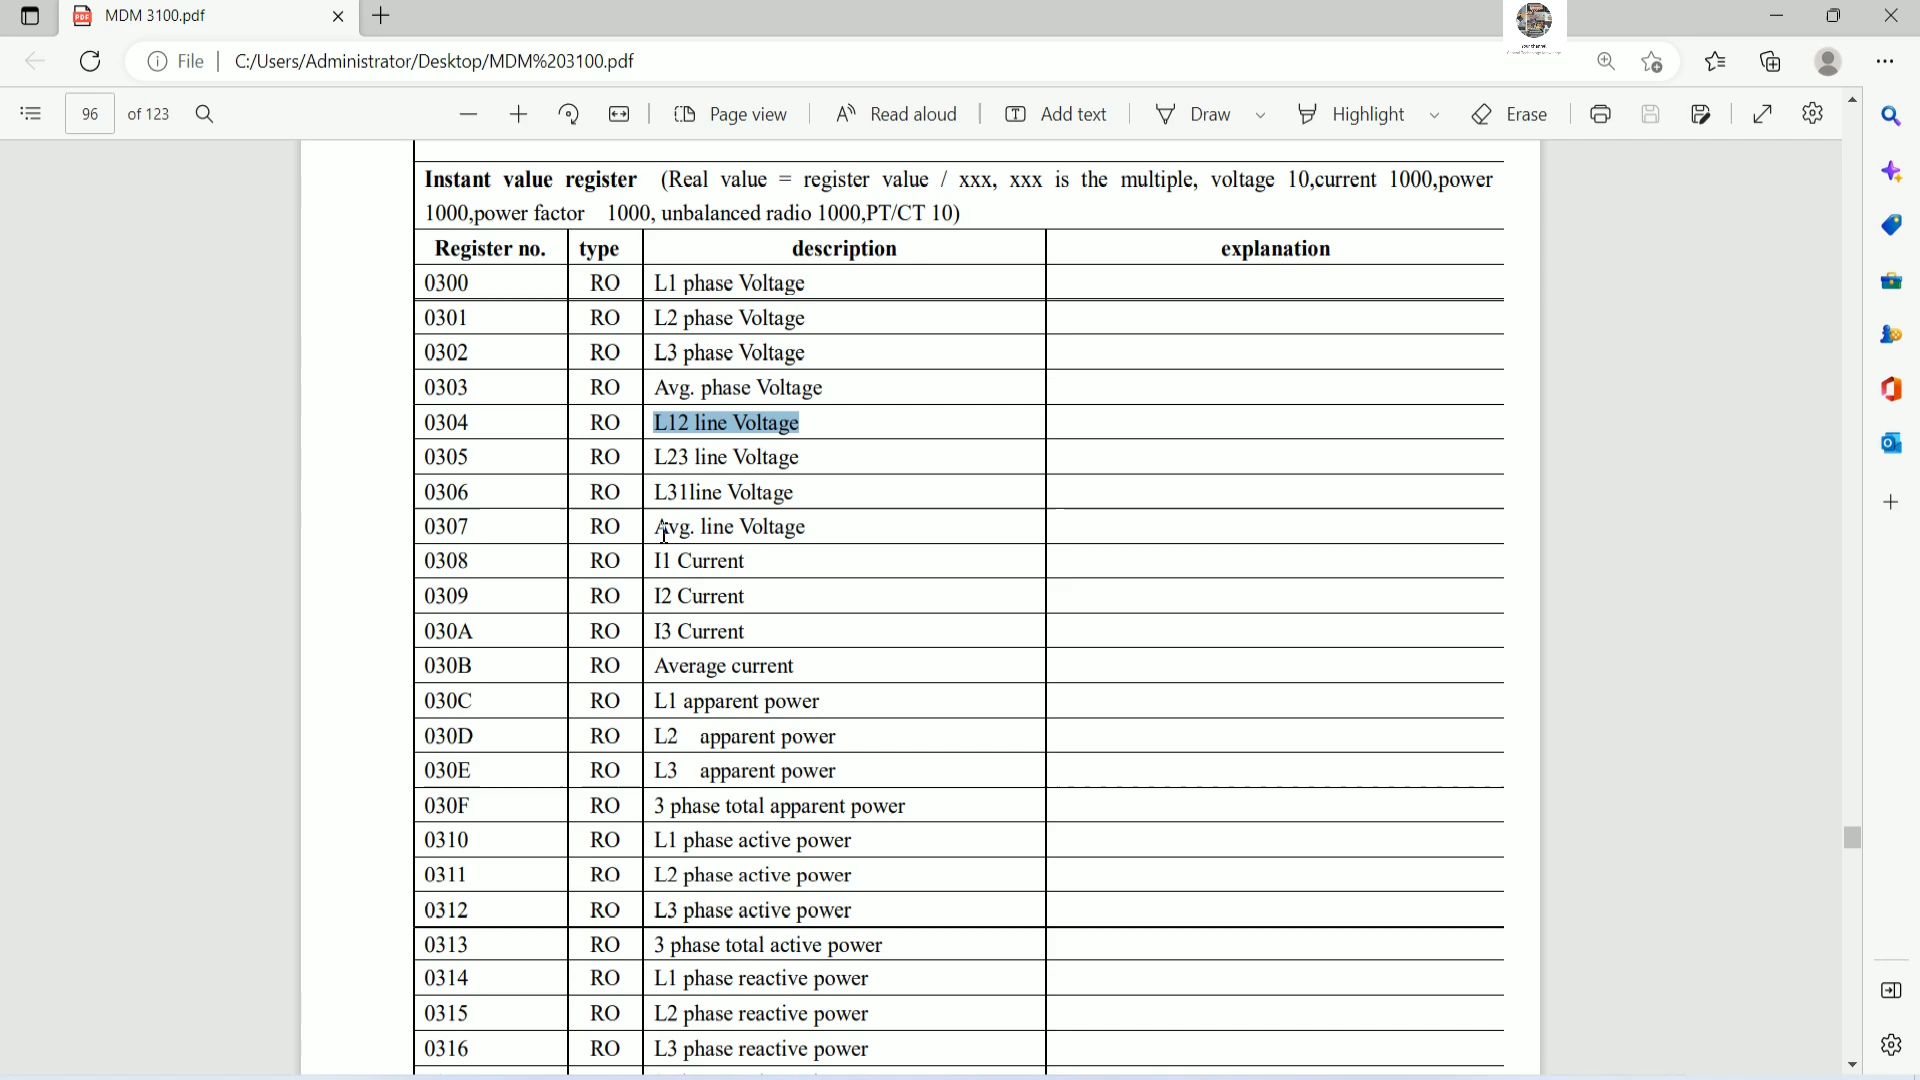 MDM 3100.pdf
File
C:/Users/Administrator/Desktop/MDM%203100.pdf
96 of 123
Page view
Read aloud
Add text
Draw
Highlight
Erase
Instant value register (Real value = register value / xxx, xxx is the multiple, voltage 10,current 1000,power
1000,power factor 1000, unbalanced radio 1000,PT/CT 10)
Register no. type description explanation
0300 RO L1 phase Voltage
0301 RO L2 phase Voltage
0302 RO L3 phase Voltage
0303 RO Avg. phase Voltage
0304 RO L12 line Voltage
0305 RO L23 line Voltage
0306 RO L31line Voltage
0307 RO Avg. line Voltage
0308 RO I1 Current
0309 RO I2 Current
030A RO I3 Current
030B RO Average current
030C RO L1 apparent power
030D RO L2 apparent power
030E RO L3 apparent power
030F RO 3 phase total apparent power
0310 RO L1 phase active power
0311 RO L2 phase active power
0312 RO L3 phase active power
0313 RO 3 phase total active power
0314 RO L1 phase reactive power
0315 RO L2 phase reactive power
0316 RO L3 phase reactive power